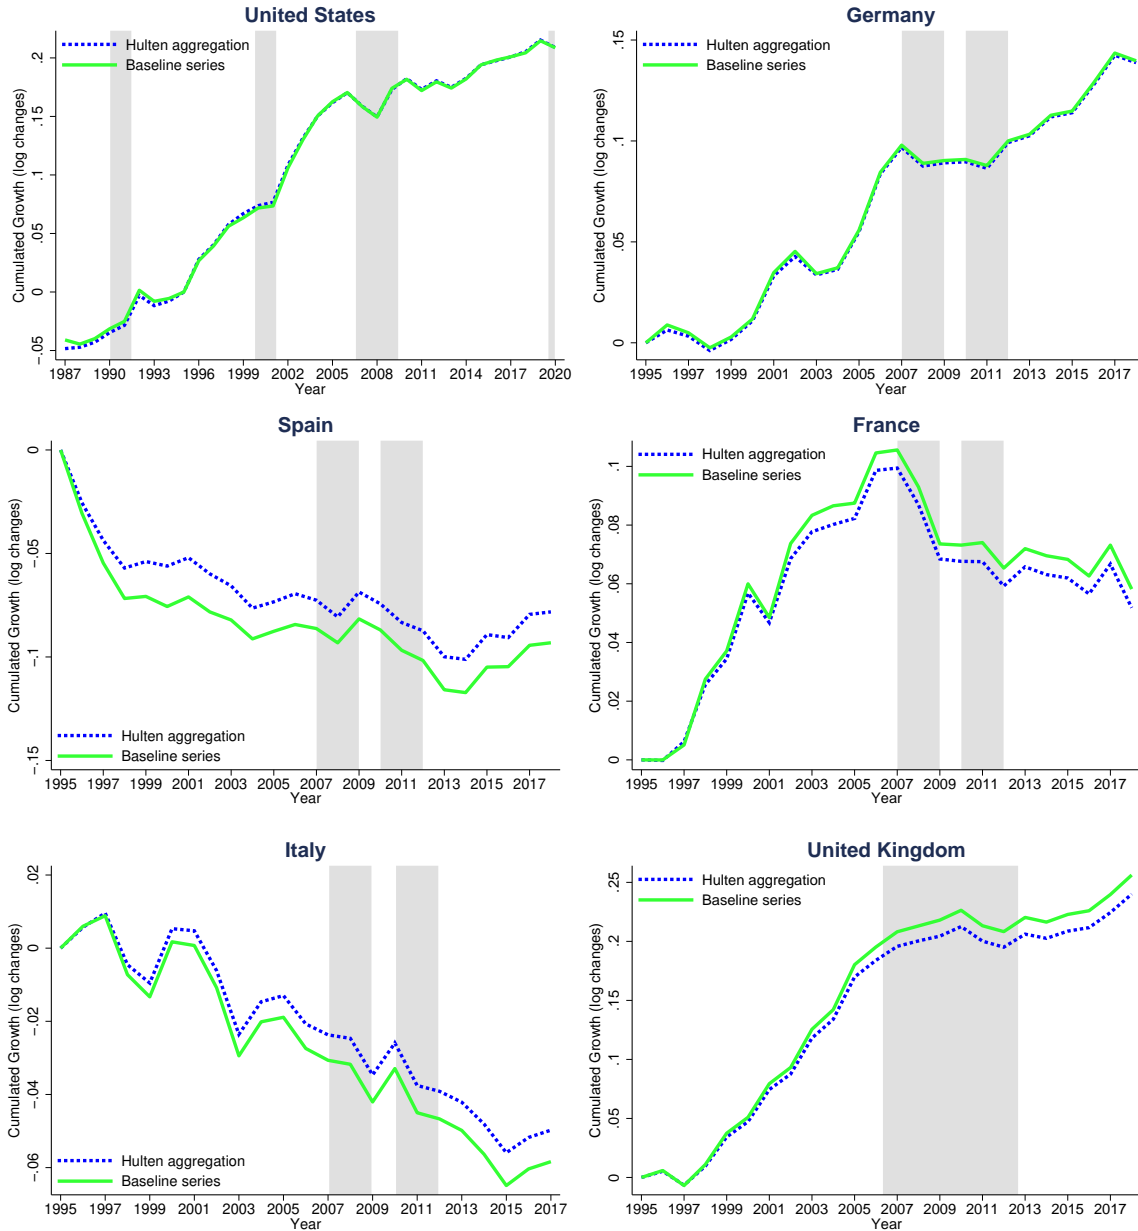 United States
Hulten aggregation
Baseline series
Cumulated Growth (log changes)
.2
.15
.1
.05
0
-.05
1987 1990 1993 1996 1999 2002 2005 2008 2011 2014 2017 2020
Year
Germany
Hulten aggregation
Baseline series
Cumulated Growth (log changes)
.15
.1
.05
0
1995 1997 1999 2001 2003 2005 2007 2009 2011 2013 2015 2017
Year
Spain
Cumulated Growth (log changes)
0
-.05
-.1
-.15
Hulten aggregation
Baseline series
1995 1997 1999 2001 2003 2005 2007 2009 2011 2013 2015 2017
Year
France
Hulten aggregation
Baseline series
Cumulated Growth (log changes)
.1
.08
.06
.04
.02
0
1995 1997 1999 2001 2003 2005 2007 2009 2011 2013 2015 2017
Year
Italy
Cumulated Growth (log changes)
.02
0
-.02
-.04
-.06
Hulten aggregation
Baseline series
1995 1997 1999 2001 2003 2005 2007 2009 2011 2013 2015 2017
Year
United Kingdom
Hulten aggregation
Baseline series
Cumulated Growth (log changes)
.25
.2
.15
.1
.05
0
1995 1997 1999 2001 2003 2005 2007 2009 2011 2013 2015 2017
Year